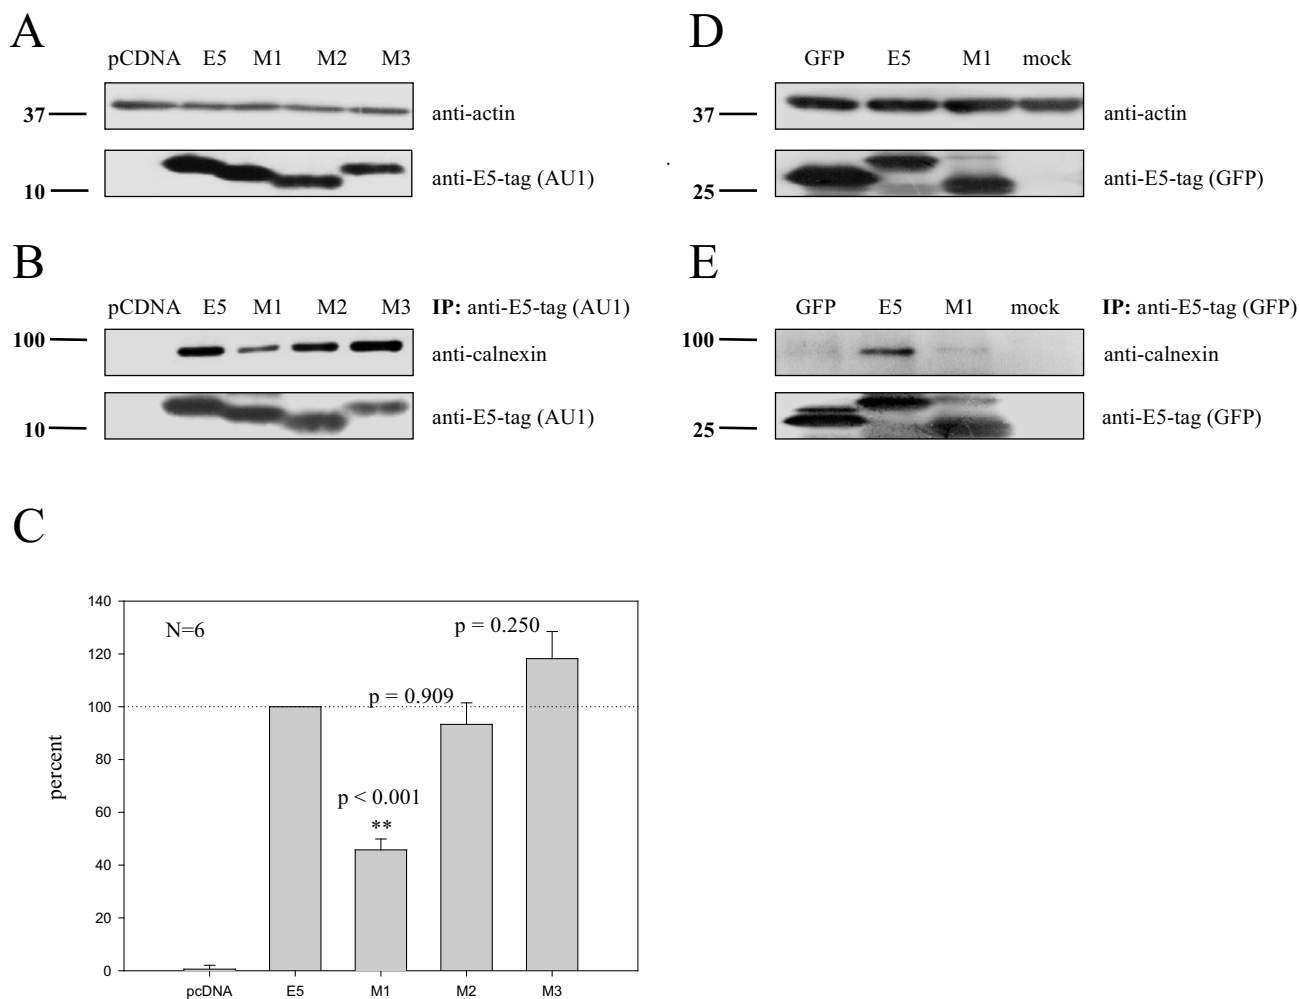 A
pCDNA E5 M1 M2 M3
37 anti-actin
10 anti-E5-tag (AU1)
B
pCDNA E5 M1 M2 M3 IP: anti-E5-tag (AU1)
100 anti-calnexin
10 anti-E5-tag (AU1)
C
140
120
100
80
60
40
20
0
percent
N=6
p = 0.250
p = 0.909
p < 0.001
**
pcDNA E5 M1 M2 M3
D
GFP E5 M1 mock
37 anti-actin
25 anti-E5-tag (GFP)
E
GFP E5 M1 mock IP: anti-E5-tag (GFP)
100 anti-calnexin
25 anti-E5-tag (GFP)